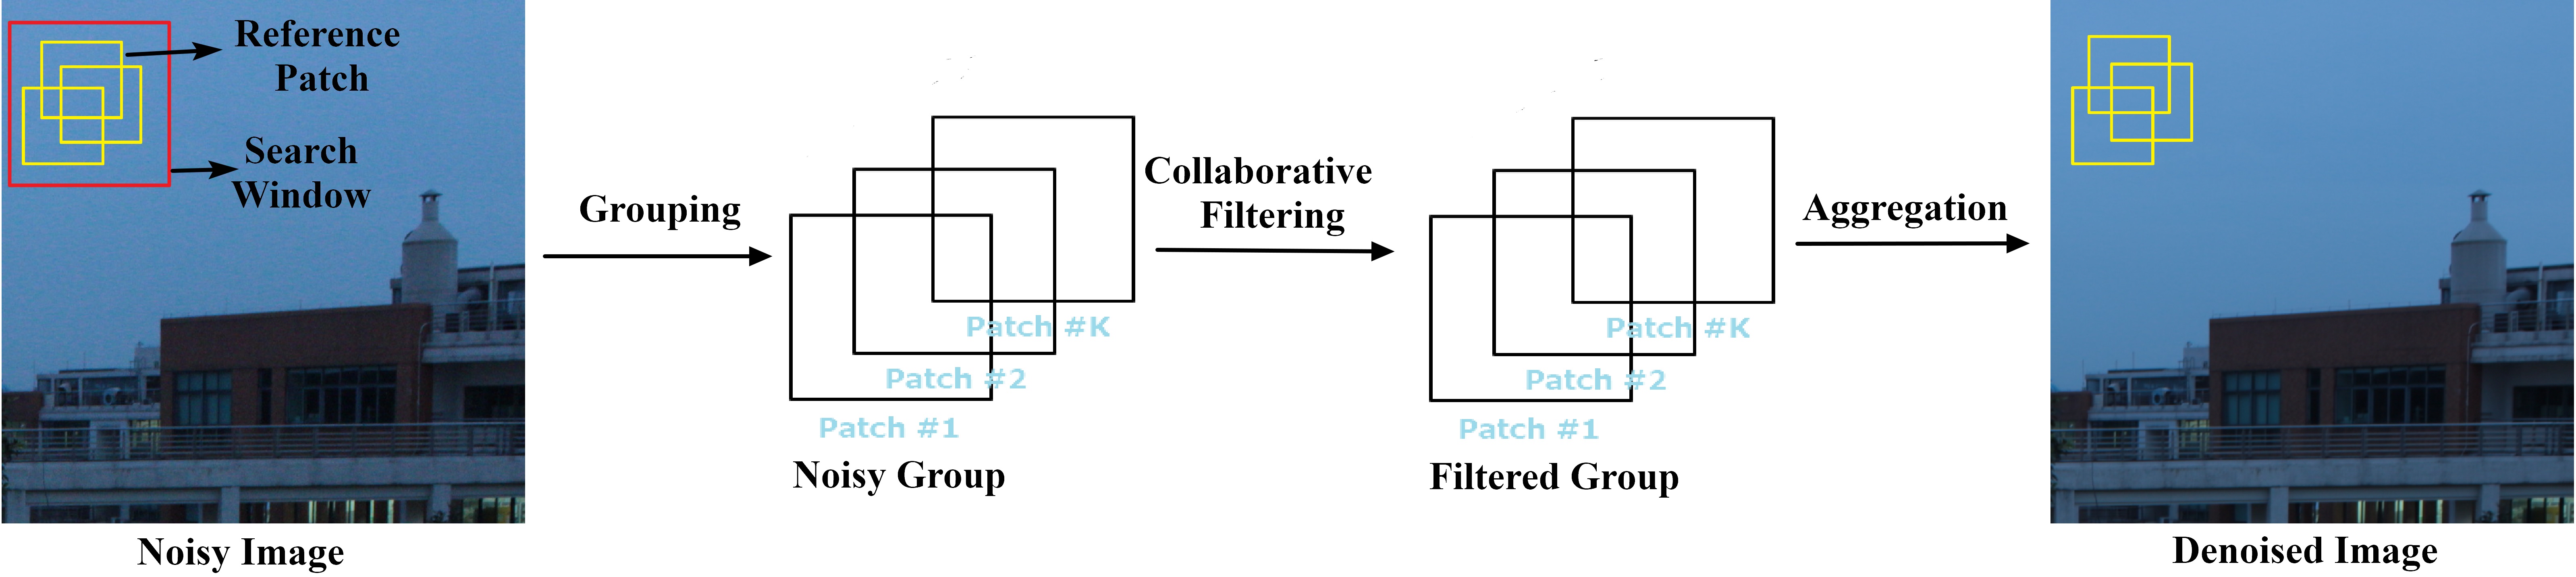 Reference
Patch
Search
Window
Noisy Image
Grouping
Patch #K
Patch #2
Patch #1
Noisy Group
Collaborative
Filtering
Patch #K
Patch #2
Patch #1
Filtered Group
Aggregation
Denoised Image